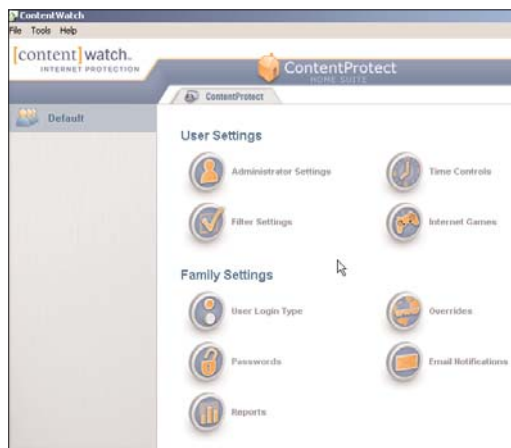 ContentWatch
File Tools Help
[content]watch.
INTERNET PROTECTION
ContentProtect
HOME SUITE
ContentProtect
Default
User Settings
Administrator Settings
Time Controls
Filter Settings
Internet Games
Family Settings
User Login Type
Overrides
Passwords
Email Notifications
Reports